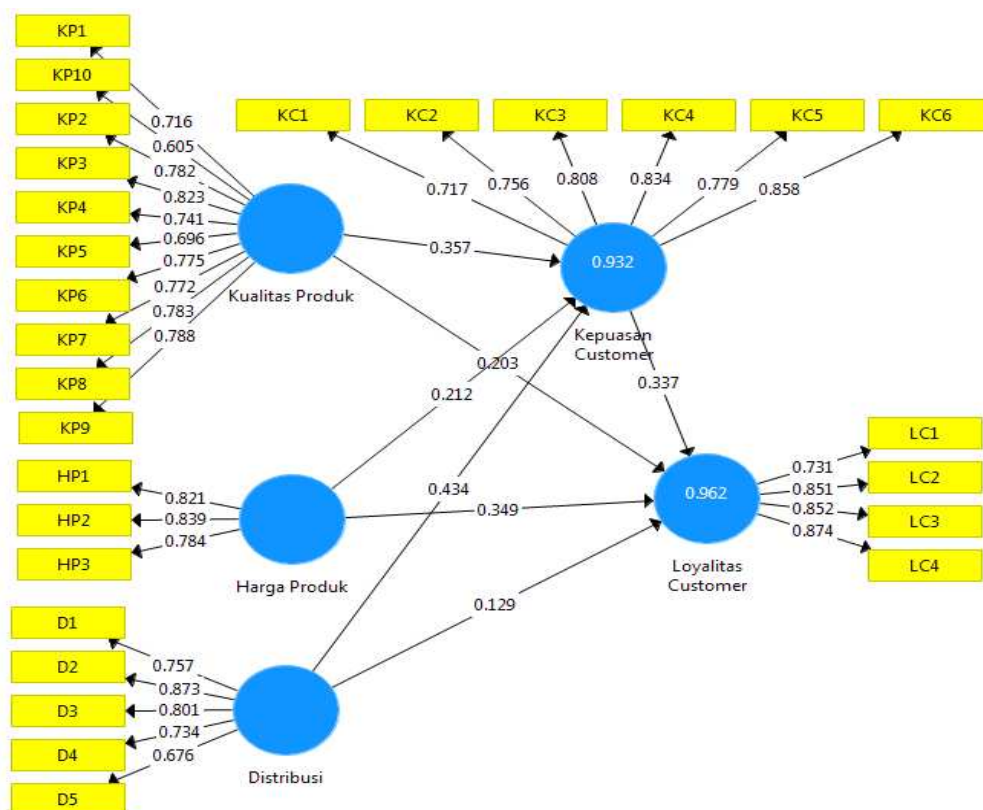 KP1
KP10
KP2
KP3
KP4
KP5
KP6
KP7
KP8
KP9
0.716
0.605
0.782
0.823
0.741
0.696
0.775
0.772
0.783
0.788
Kualitas Produk
KC1
KC2
KC3
KC4
KC5
KC6
0.717
0.756
0.808
0.834
0.779
0.858
0.357
0.932
Kepuasan
Customer
0.203
0.212
0.337
HP1
HP2
HP3
0.821
0.839
0.784
Harga Produk
0.434
0.349
0.962
Loyalitas
Customer
0.731
0.851
0.852
0.874
LC1
LC2
LC3
LC4
0.129
D1
D2
D3
D4
D5
0.757
0.873
0.801
0.734
0.676
Distribusi